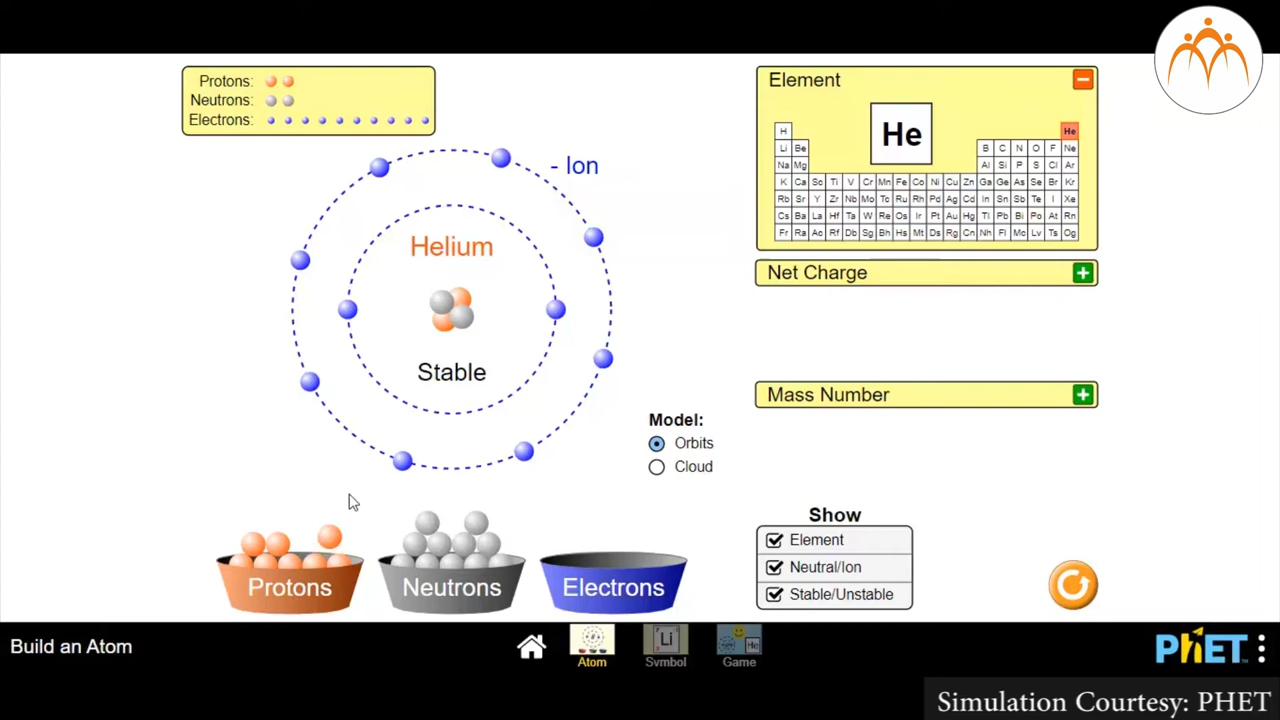 Protons:
Neutrons:
Electrons:
- Ion
Helium
Stable
Model:
Orbits
Cloud
Protons
Neutrons
Electrons
Element
He
H He
Li Be B C N O F Ne
Na Mg Al Si P S Cl Ar
K Ca Sc Ti V Cr Mn Fe Co Ni Cu Zn Ga Ge As Se Br Kr
Rb Sr Y Zr Nb Mo Tc Ru Rh Pd Ag Cd In Sn Sb Te I Xe
Cs Ba La Hf Ta W Re Os Ir Pt Au Hg Tl Pb Bi Po At Rn
Fr Ra Ac Rf Db Sg Bh Hs Mt Ds Rg Cn Nh Fl Mc Lv Ts Og
Net Charge
Mass Number
Show
Element
Neutral/Ion
Stable/Unstable
Build an Atom
Atom
Li
Symbol
He
Game
PhET
Simulation Courtesy: PHET